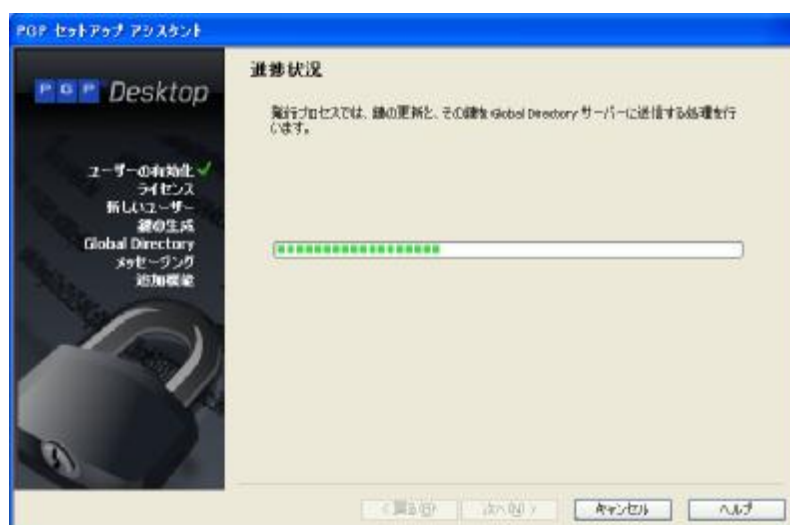 PGP セットアップ アシスタント
PGP Desktop
ユーザーの有効化
ライセンス
新しいユーザー
鍵の生成
Global Directory
メッセージング
追加機能
進捗状況
発行プロセスでは、鍵の更新と、その鍵を Global Directory サーバーに送信する処理を行
います。
< 戻る(B)
次へ(N) >
キャンセル
ヘルプ